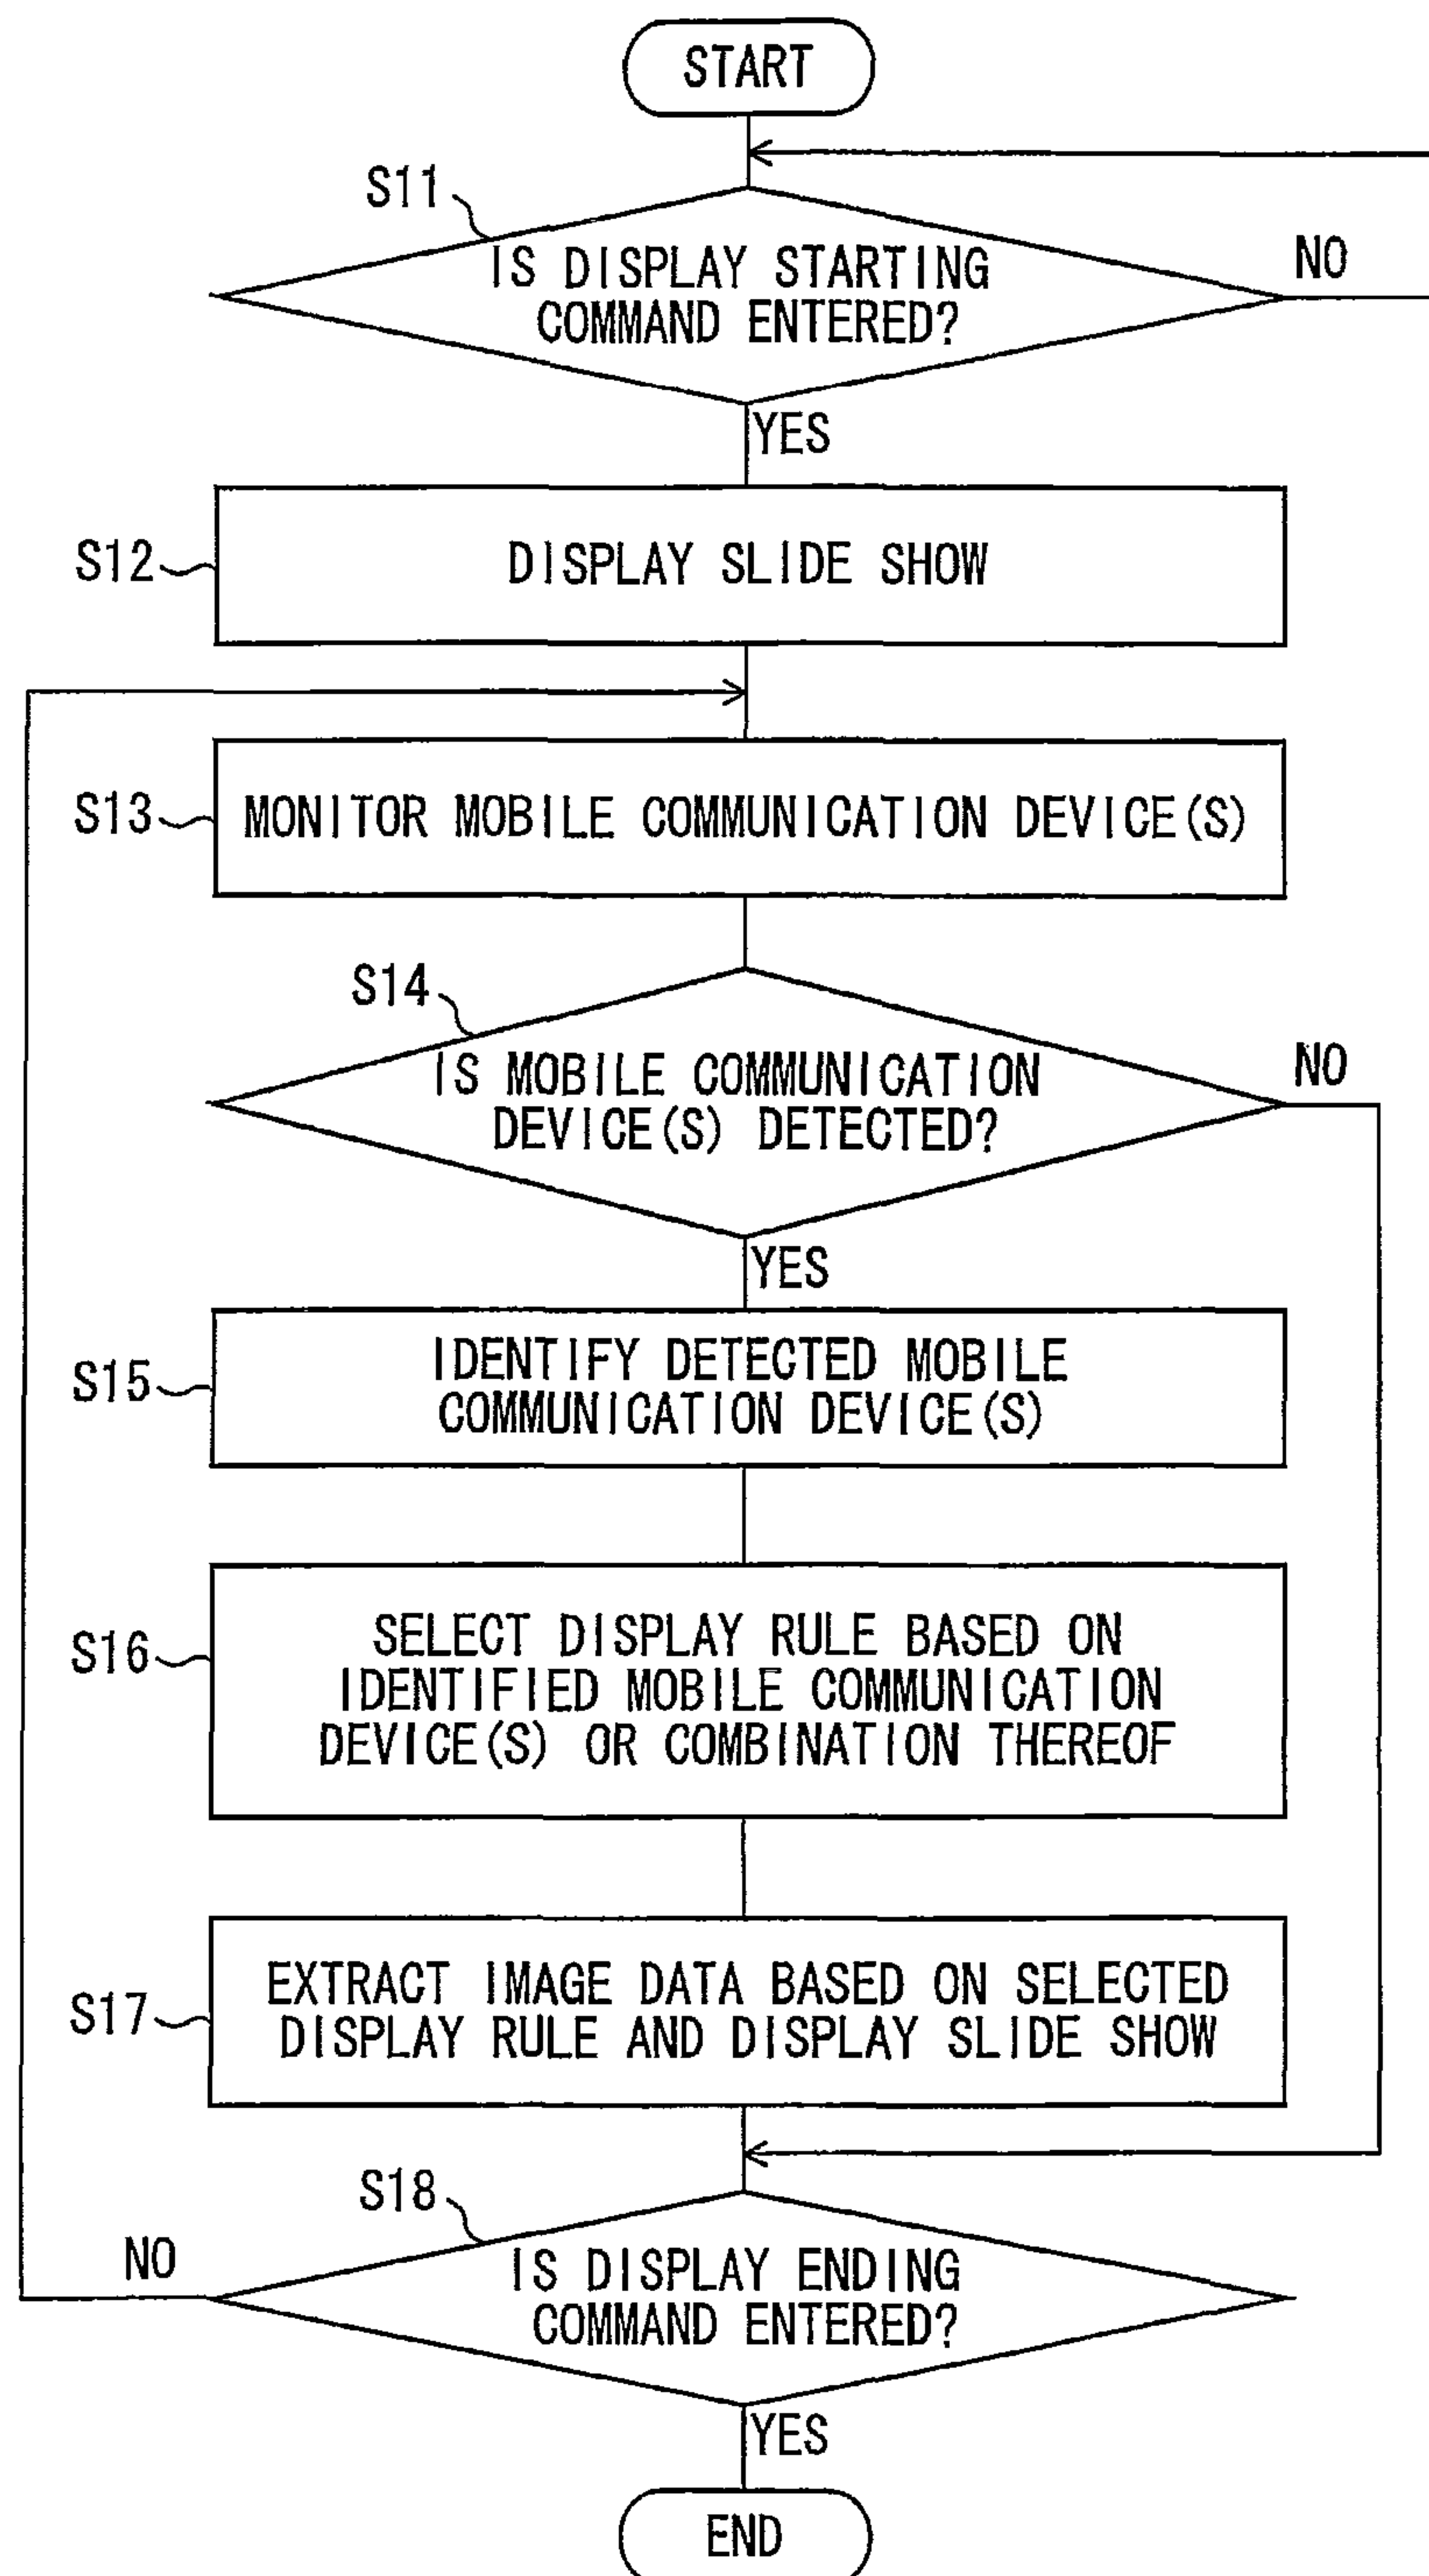 START
S11
IS DISPLAY STARTING
COMMAND ENTERED?
NO
YES
S12
DISPLAY SLIDE SHOW
S13
MONITOR MOBILE COMMUNICATION DEVICE(S)
S14
IS MOBILE COMMUNICATION
DEVICE(S) DETECTED?
NO
YES
S15
IDENTIFY DETECTED MOBILE
COMMUNICATION DEVICE(S)
S16
SELECT DISPLAY RULE BASED ON
IDENTIFIED MOBILE COMMUNICATION
DEVICE(S) OR COMBINATION THEREOF
S17
EXTRACT IMAGE DATA BASED ON SELECTED
DISPLAY RULE AND DISPLAY SLIDE SHOW
S18
NO
IS DISPLAY ENDING
COMMAND ENTERED?
YES
END